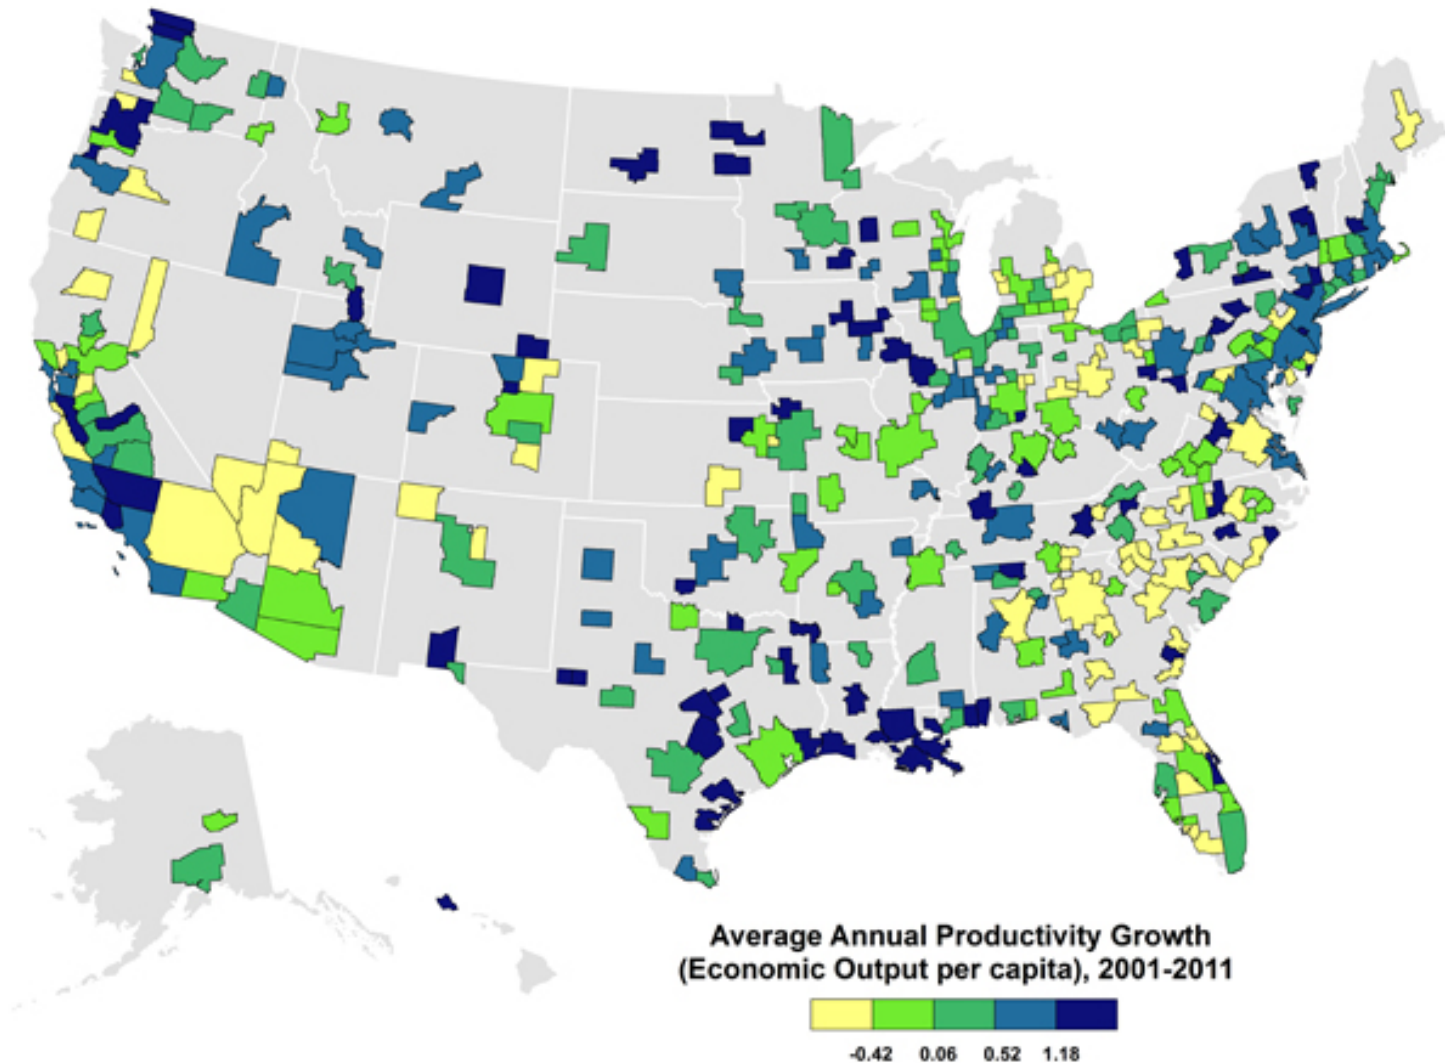 Average Annual Productivity Growth
(Economic Output per capita), 2001-2011
-0.42 0.06 0.52 1.18